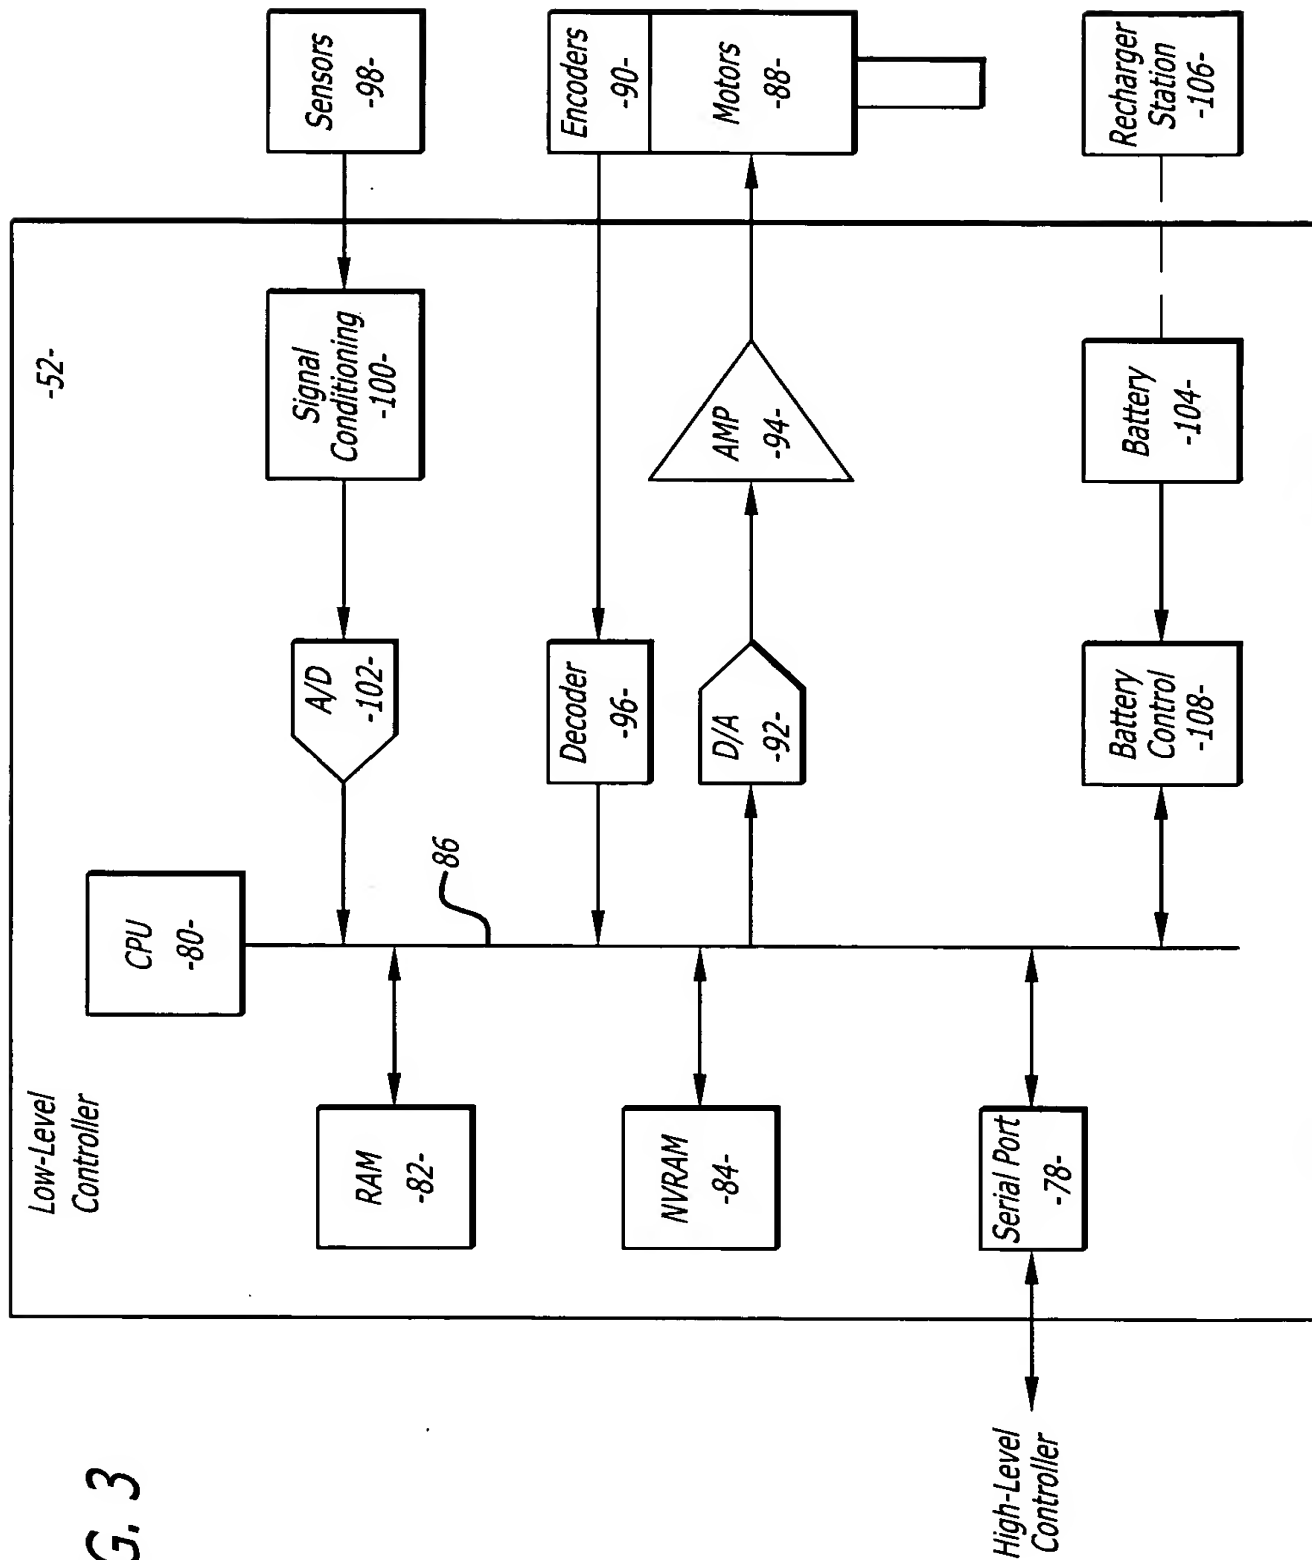 G. 3
Low-Level
Controller
-52-
CPU
-80-
Sensors
-98-
Signal
Conditioning
-100-
A/D
-102-
RAM
-82-
86
Encoders
-90-
Motors
-88-
Decoder
-96-
AMP
-94-
D/A
-92-
NVRAM
-84-
High-Level
Controller
Serial Port
-78-
Battery
Control
-108-
Battery
-104-
Recharger
Station
-106-